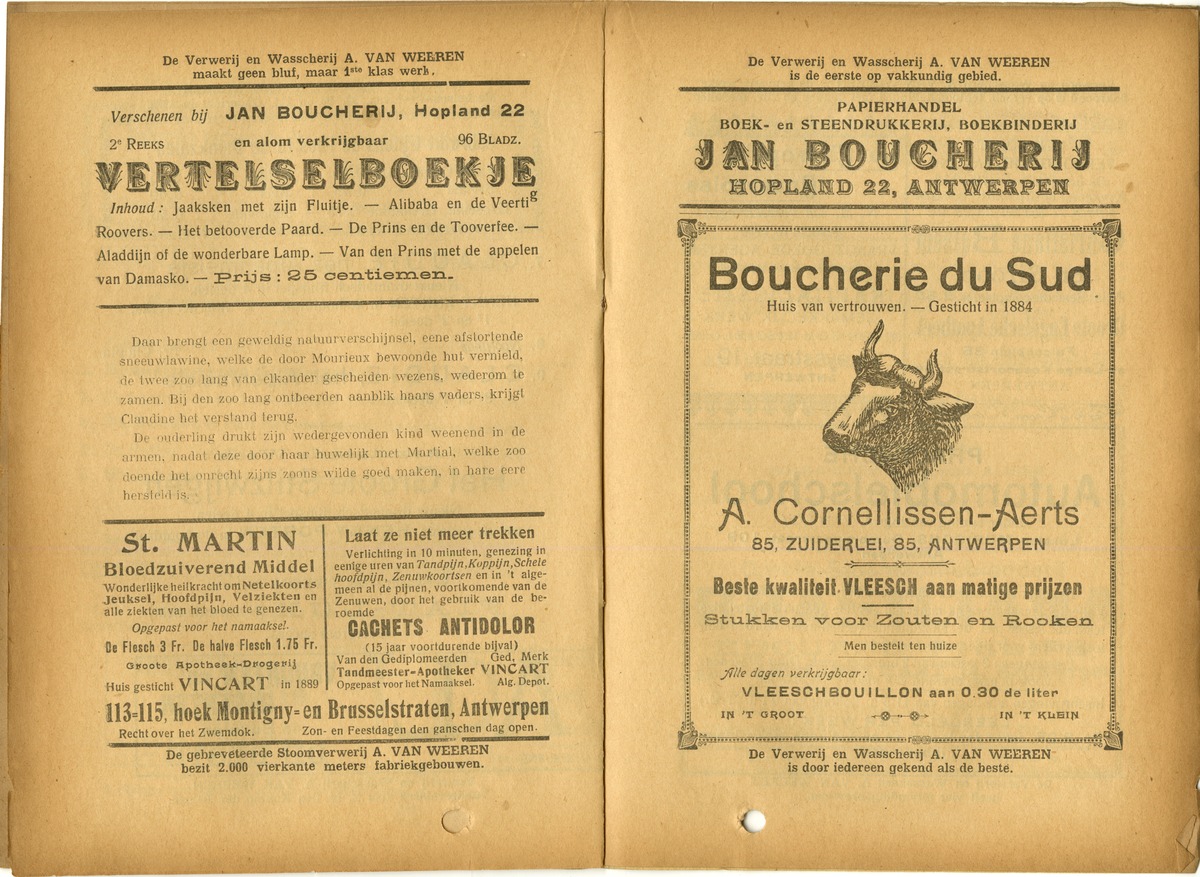 De Verwerij en Wasscherij A. VAN WEEREN
maakt geen bluf, maar 1ste klas werk.
Verschenen bij JAN BOUCHERIJ, Hopland 22
2e REEKS en alom verkrijgbaar 96 BLADZ.
VERTELSELBOEKJE
Inhoud : Jaaksken met zijn Fluitje. — Alibaba en de Veertig
Roovers. — Het betooverde Paard. — De Prins en de Tooverfee. —
Aladdijn of de wonderbare Lamp. — Van den Prins met de appelen
van Damasko. — Prijs : 25 centiemen.
Daar brengt een geweldig natuurverschijnsel, eene afstortende
sneeuwlawine, welke de door Mourieux bewoonde hut vernield,
de twee zoo lang van elkander gescheiden wezens, wederom te
zamen. Bij den zoo lang ontbeerden aanblik haars vaders, krijgt
Claudine het verstand terug.
De ouderling drukt zijn wedergevonden kind weenend in de
armen, nadat deze door haar huwelijk met Martial, welke zoo
doende het onrecht zijns zoons wilde goed maken, in hare eere
hersteld is.
St. MARTIN
Bloedzuiverend Middel
Wonderlijke heilkracht om Netelkoorts
Jeuksel, Hoofdpijn, Velziekten en
alle ziekten van het bloed te genezen.
Opgepast voor het namaaksel.
De Flesch 3 Fr. De halve Flesch 1.75 Fr.
Groote Apotheek-Drogerij
Huis gesticht VINCART in 1889
Laat ze niet meer trekken
Verlichting in 10 minuten, genezing in
eenige uren van Tandpijn, Koppijn, Schele
hoofdpijn, Zenuwkoortsen en in 't alge-
meen al de pijnen, voortkomende van de
Zenuwen, door het gebruik van de be-
roemde
CACHETS ANTIDOLOR
(15 jaar voortdurende bijval)
Van den Gediplomeerden Ged. Merk
Tandmeester-Apotheker VINCART
Opgepast voor het Namaaksel. Alg. Depot.
113-115, hoek Montigny- en Brusselstraten, Antwerpen
Recht over het Zwemdok. Zon- en Feestdagen den ganschen dag open.
De gebreveteerde Stoomverwerij A. VAN WEEREN
bezit 2.000 vierkante meters fabriekgebouwen.
De Verwerij en Wasscherij A. VAN WEEREN
is de eerste op vakkundig gebied.
PAPIERHANDEL
BOEK- en STEENDRUKKERIJ, BOEKBINDERIJ
JAN BOUCHERIJ
HOPLAND 22, ANTWERPEN
Boucherie du Sud
Huis van vertrouwen. — Gesticht in 1884
A. Cornellissen-Aerts
85, ZUIDERLEI, 85, ANTWERPEN
Beste kwaliteit VLEESCH aan matige prijzen
Stukken voor Zouten en Rooken
Men bestelt ten huize
Alle dagen verkrijgbaar :
VLEESCHBOUILLON aan 0.30 de liter
IN 'T GROOT IN 'T KLEIN
De Verwerij en Wasscherij A. VAN WEEREN
is door iedereen gekend als de beste.